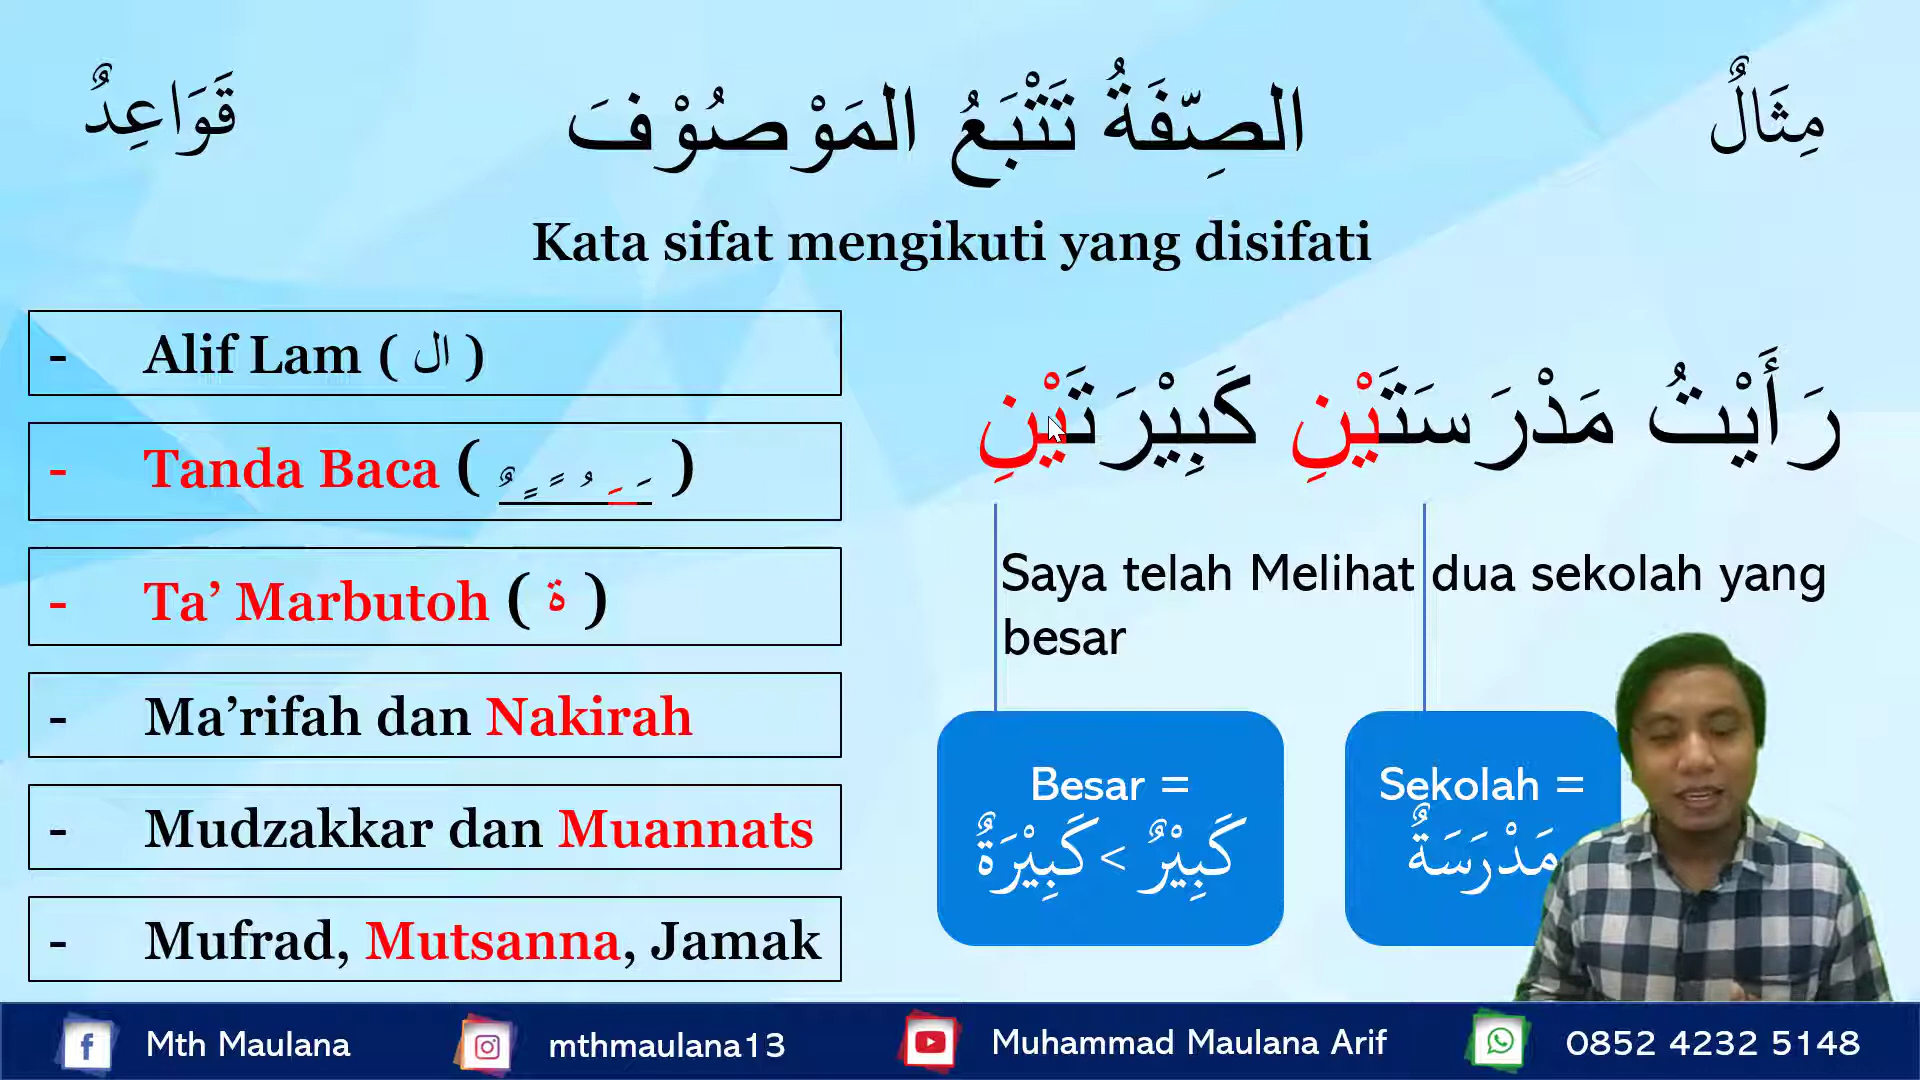 مِثَالٌ
الصِّفَةُ تَتْبَعُ المَوْصُوْفَ
قَوَاعِدٌ
Kata sifat mengikuti yang disifati
- Alif Lam ( ال )
- Tanda Baca ( ـَ ـِ ـُ ـً ـٍ ـٌ )
- Ta’ Marbutoh ( ة )
- Ma’rifah dan Nakirah
- Mudzakkar dan Muannats
- Mufrad, Mutsanna, Jamak
رَأَيْتُ مَدْرَسَتَيْنِ كَبِيْرَتَيْنِ
Saya telah Melihat dua sekolah yang
besar
Besar =
كَبِيْرٌ > كَبِيْرَةٌ
Sekolah =
مَدْرَسَةٌ
Mth Maulana
mthmaulana13
Muhammad Maulana Arif
0852 4232 5148